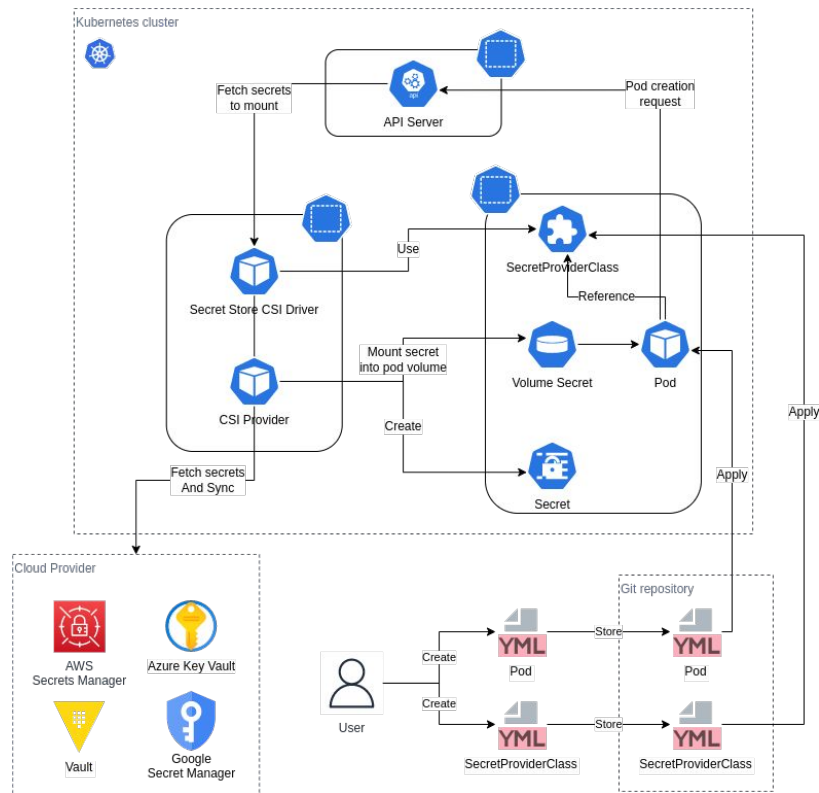 Kubernetes cluster
Fetch secrets
to mount
api
API Server
Pod creation
request
Use
SecretProviderClass
Secret Store CSI Driver
Reference
Mount secret
into pod volume
Volume Secret
Pod
CSI Provider
Create
Apply
Fetch secrets
And Sync
Secret
Apply
Cloud Provider
AWS
Secrets Manager
Azure Key Vault
Vault
Google
Secret Manager
Git repository
User
Create
Create
YML
Pod
Store
YML
Pod
YML
SecretProviderClass
Store
YML
SecretProviderClass